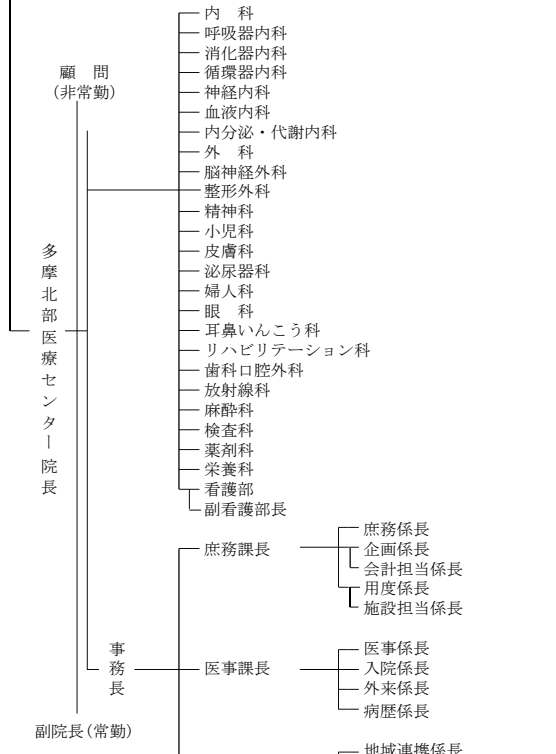 内　科
呼吸器内科
消化器内科
循環器内科
神経内科
血液内科
内分泌・代謝内科
外　科
脳神経外科
整形外科
精神科
小児科
皮膚科
泌尿器科
婦人科
眼　科
耳鼻いんこう科
リハビリテーション科
歯科口腔外科
放射線科
麻酔科
検査科
薬剤科
栄養科
看護部
副看護部長
顧　問
(非常勤)
多摩北部医療センター院長
庶務課長
庶務係長
企画係長
会計担当係長
用度係長
施設担当係長
事務長
医事課長
医事係長
入院係長
外来係長
病歴係長
副院長(常勤)
地域連携係長